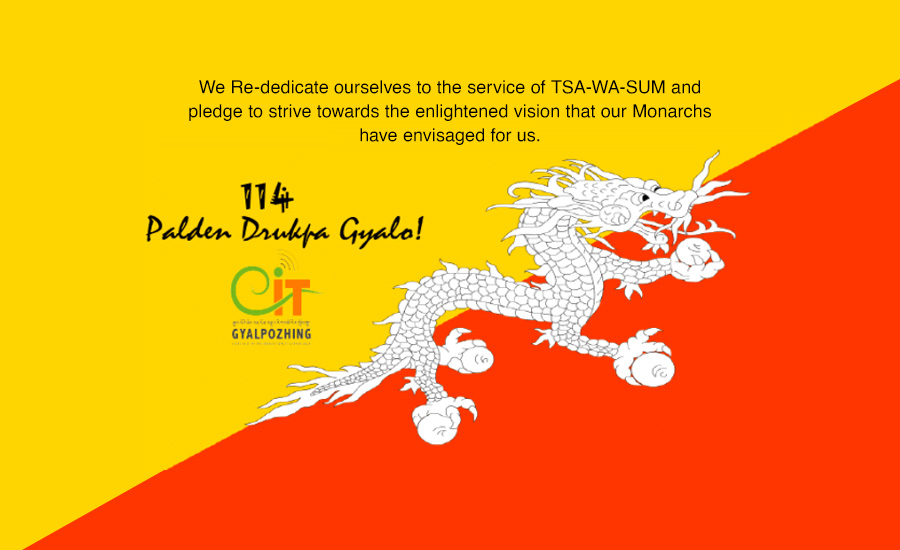 We Re-dedicate ourselves to the service of TSA-WA-SUM and
pledge to strive towards the enlightened vision that our Monarchs
have envisaged for us.
114
Palden Drukpa Gyalo!
CiT
GYALPOZHING